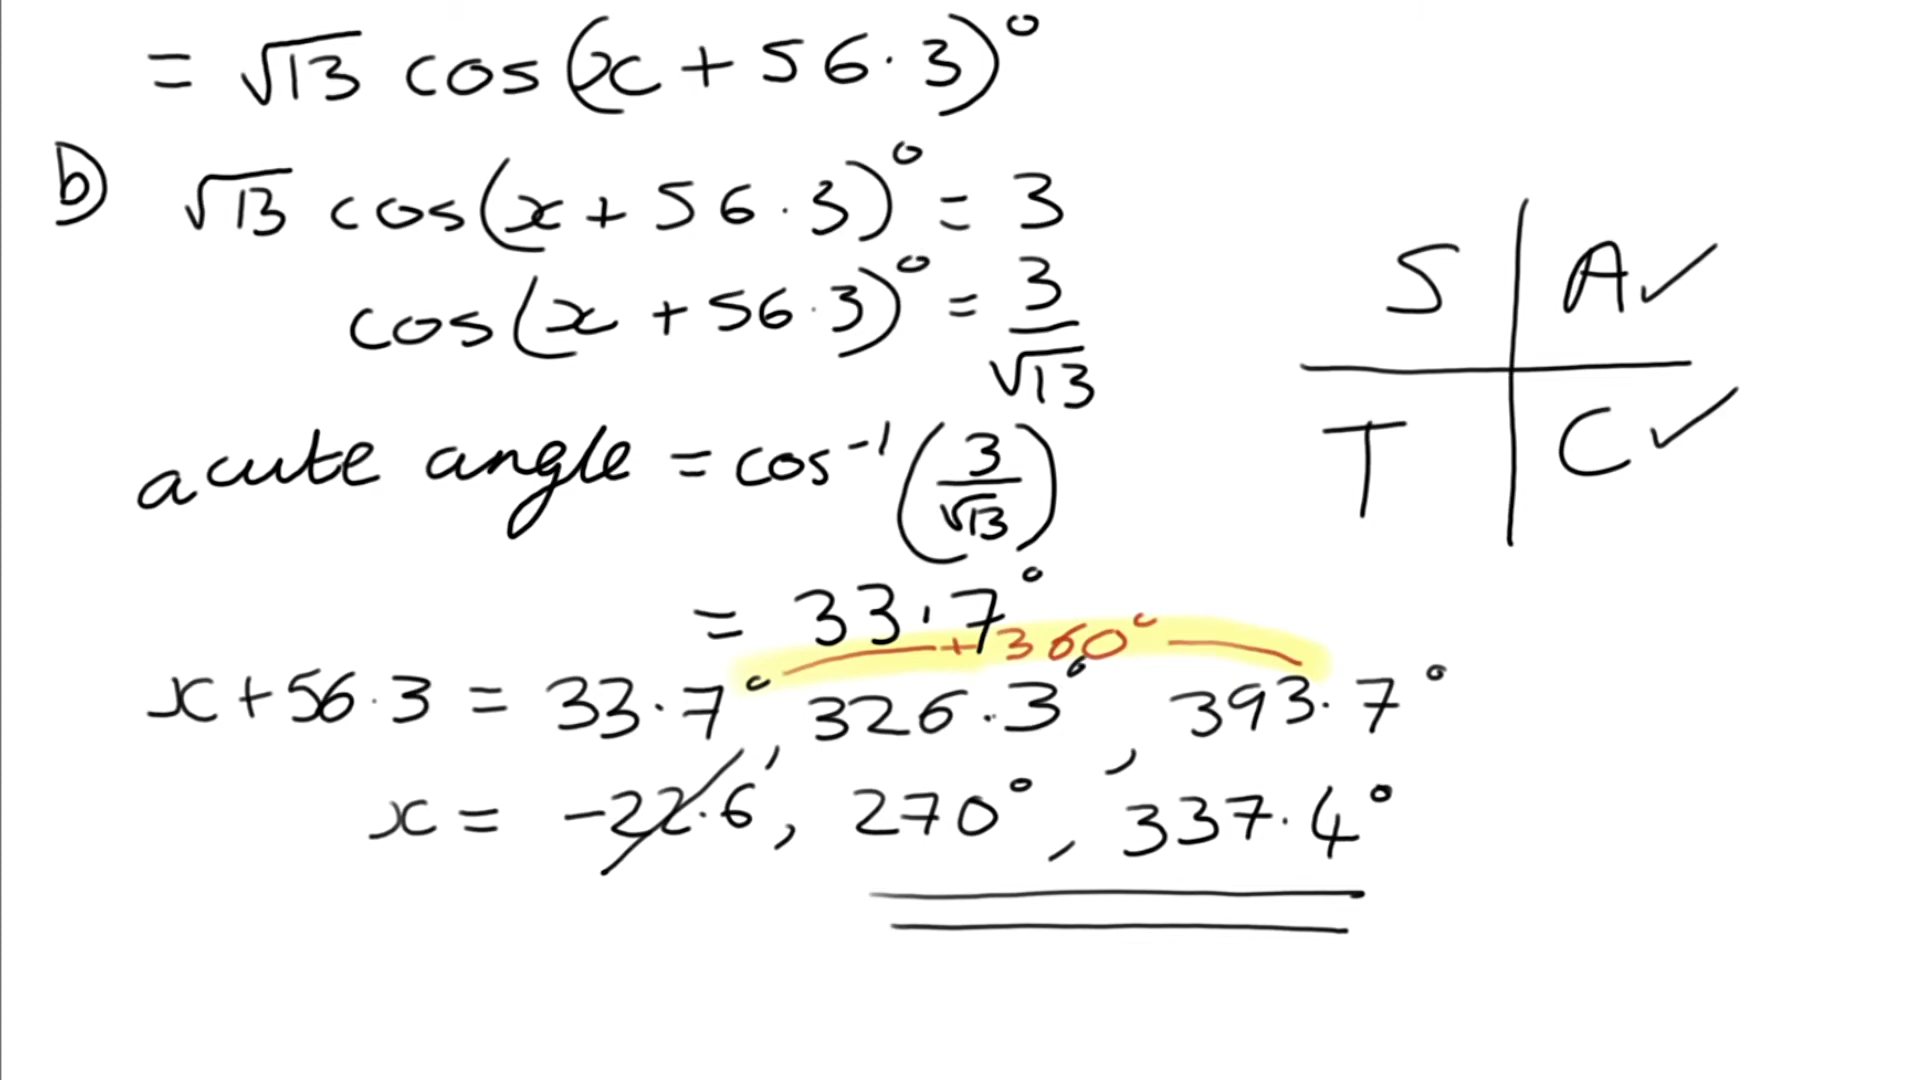 = √13 cos(x + 56.3)°
b) √13 cos(x + 56.3)° = 3
cos(x + 56.3)° = 3/√13
S A ✓
T C ✓
acute angle = cos⁻¹(3/√13)
= 33.7°
+ 360°
x + 56.3 = 33.7°, 326.3°, 393.7°
x = -22.6, 270°, 337.4°